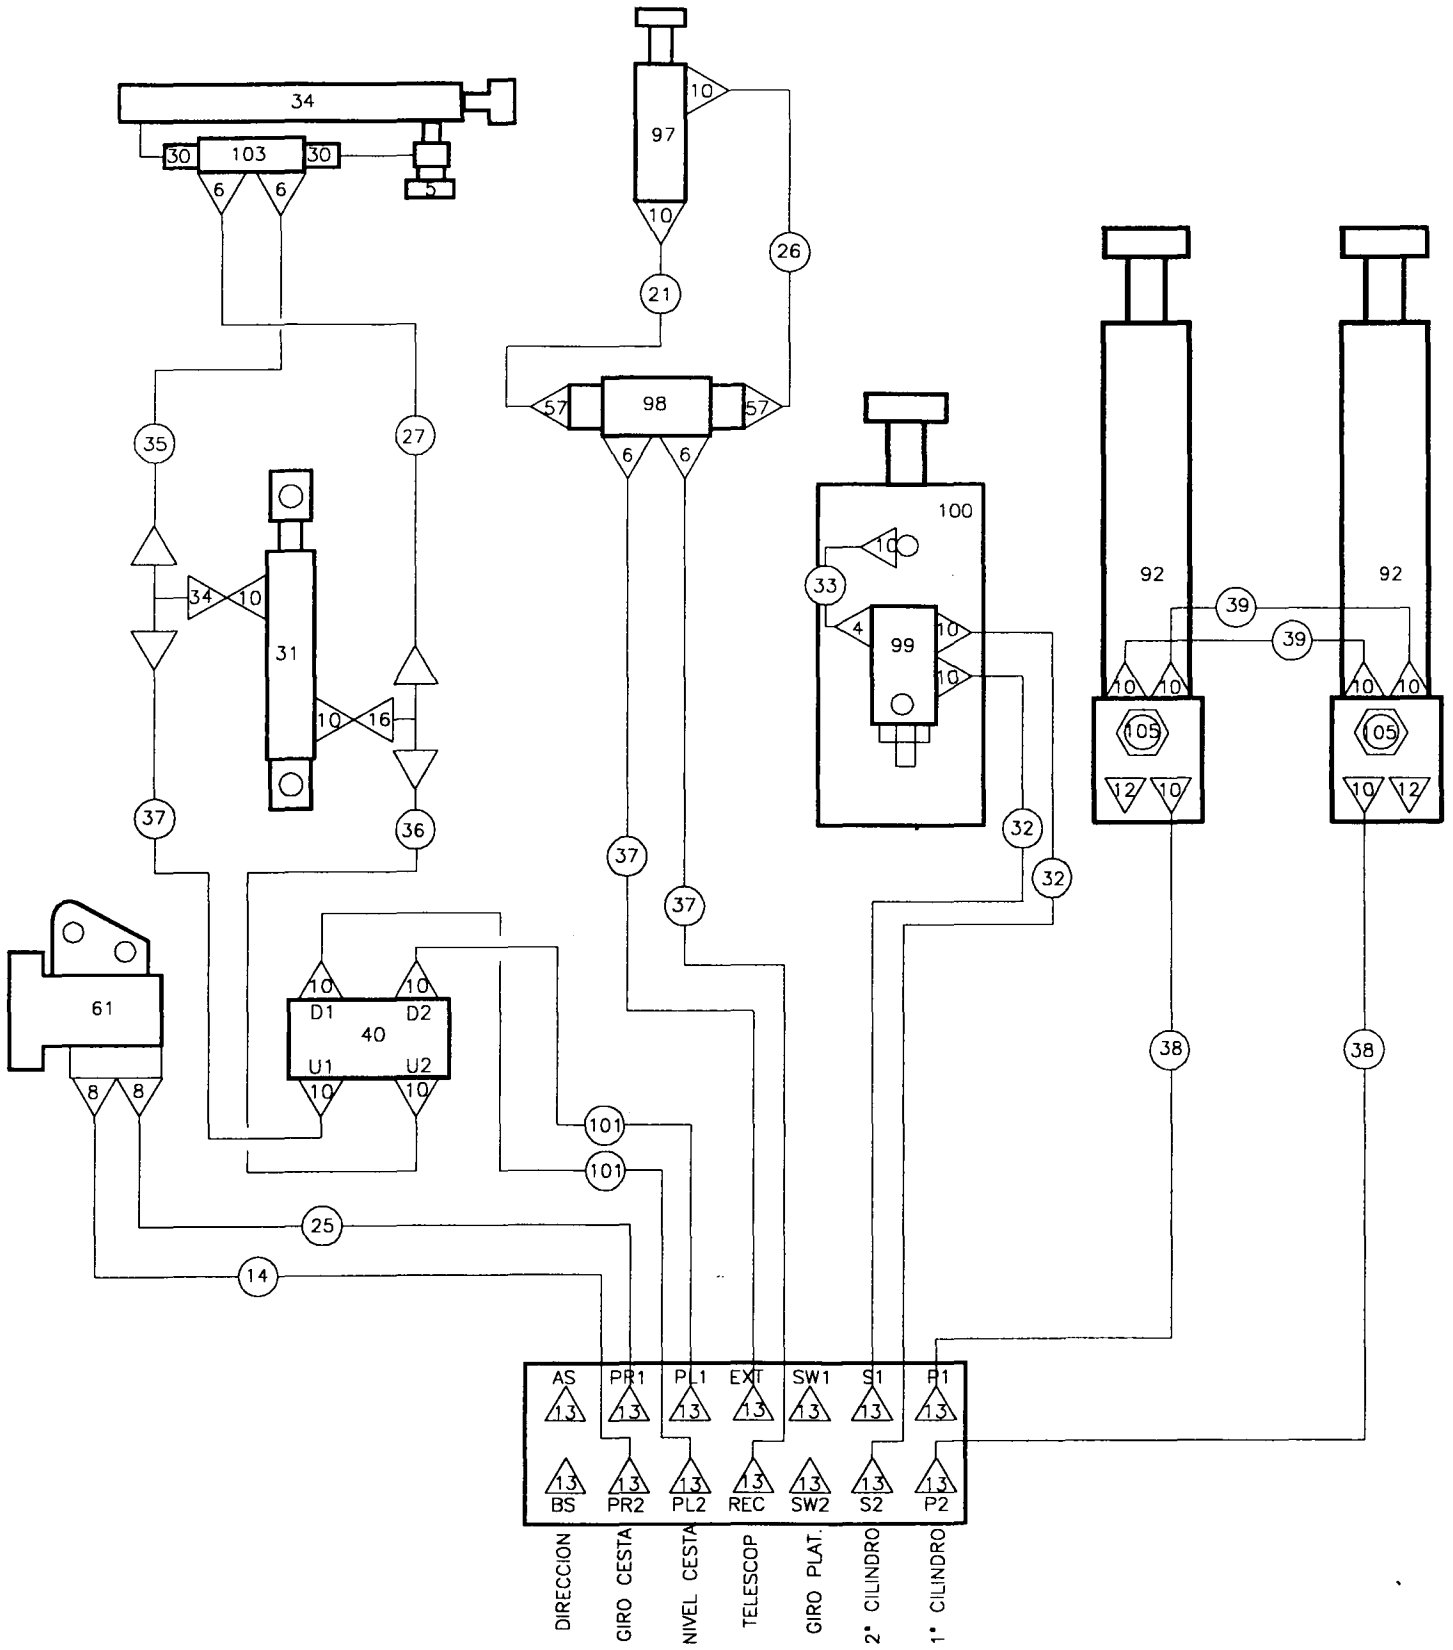 34
10
30 103 30
97
5
6 6
10
26
21
57 98 57
35
27
6 6
100
10
33
92 92
34 10
39
4 10
99
39
31
10
10 10 10 10
10 16
105 105
12 10 10 12
37
36
32
37
32
37
61
10 10
D1 D2
40
U1 U2
10 10
8 8
38 38
101
101
25
14
AS PR1 PL1 EXT SW1 S1 P1
13 13 13 13 13 13 13
13 13 13 13 13 13 13
BS PR2 PL2 REC SW2 S2 P2
DIRECCION
GIRO CESTA
NIVEL CESTA
TELESCOP
GIRO PLAT.
2° CILINDRO
1° CILINDRO